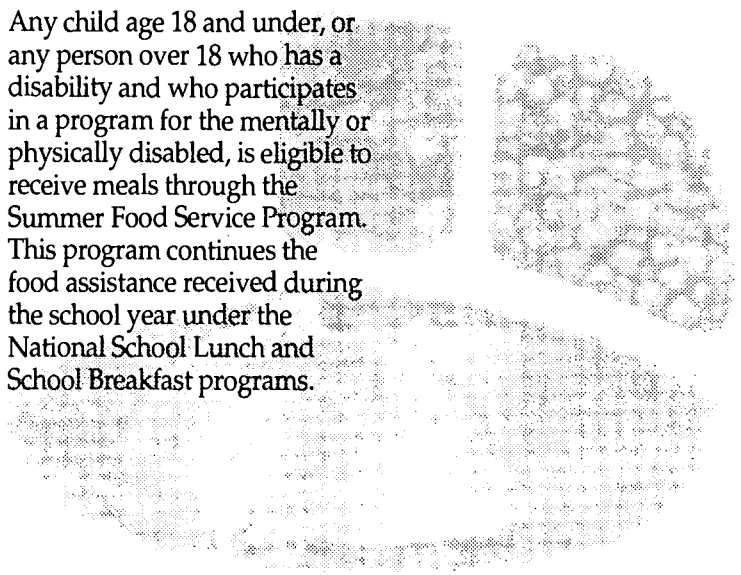 Any child age 18 and under, or
any person over 18 who has a
disability and who participates
in a program for the mentally or
physically disabled, is eligible to
receive meals through the
Summer Food Service Program.
This program continues the
food assistance received during
the school year under the
National School Lunch and
School Breakfast programs.